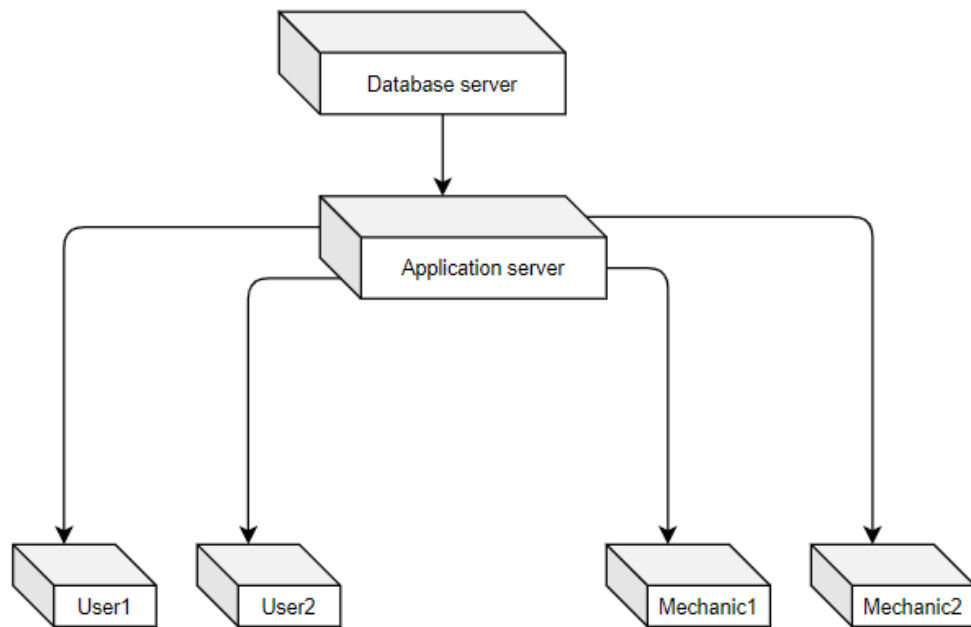 Database server
Application server
User1
User2
Mechanic1
Mechanic2